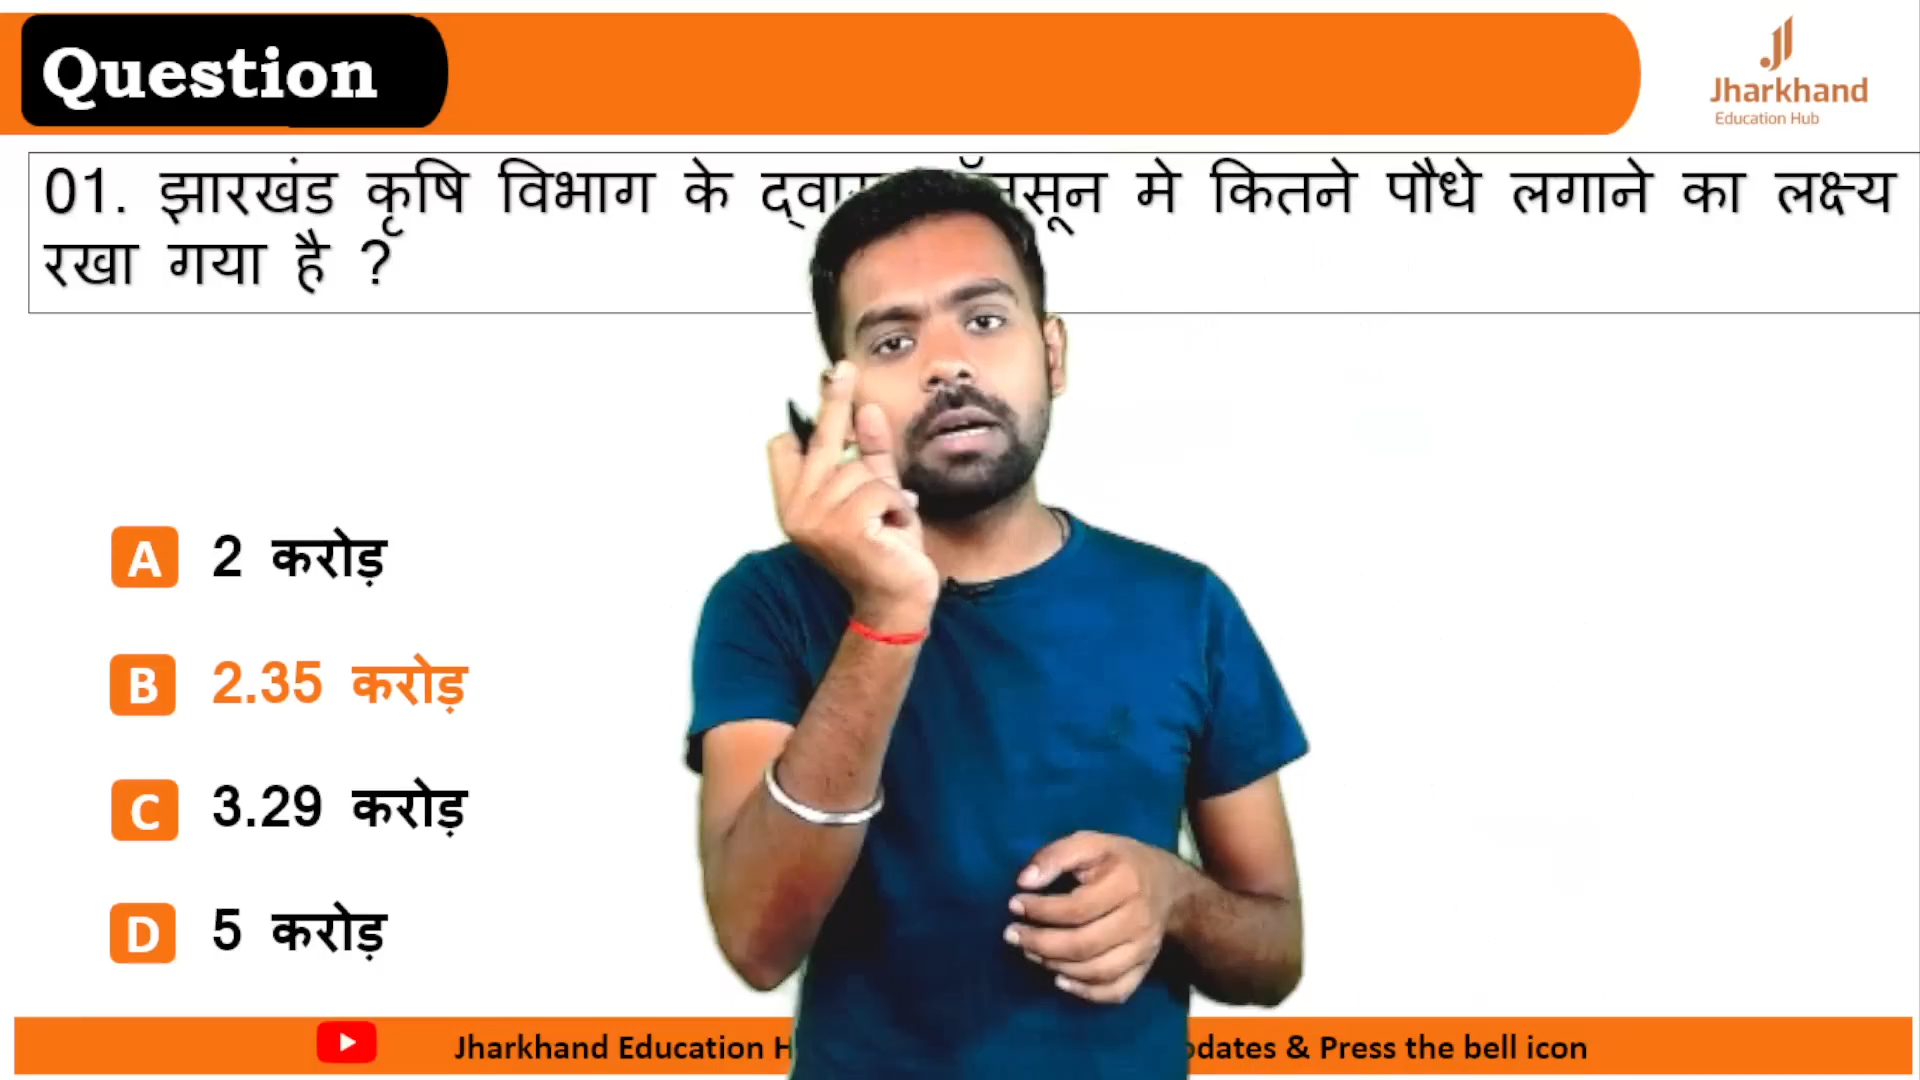 Question
Jharkhand
Education Hub
01. झारखंड कृषि विभाग के मे कितने पौधे लगाने का लक्ष्य
रखा गया है ?
A 2 करोड़
B 2.35 करोड़
C 3.29 करोड़
D 5 करोड़
Jharkhand Education & Press the bell icon